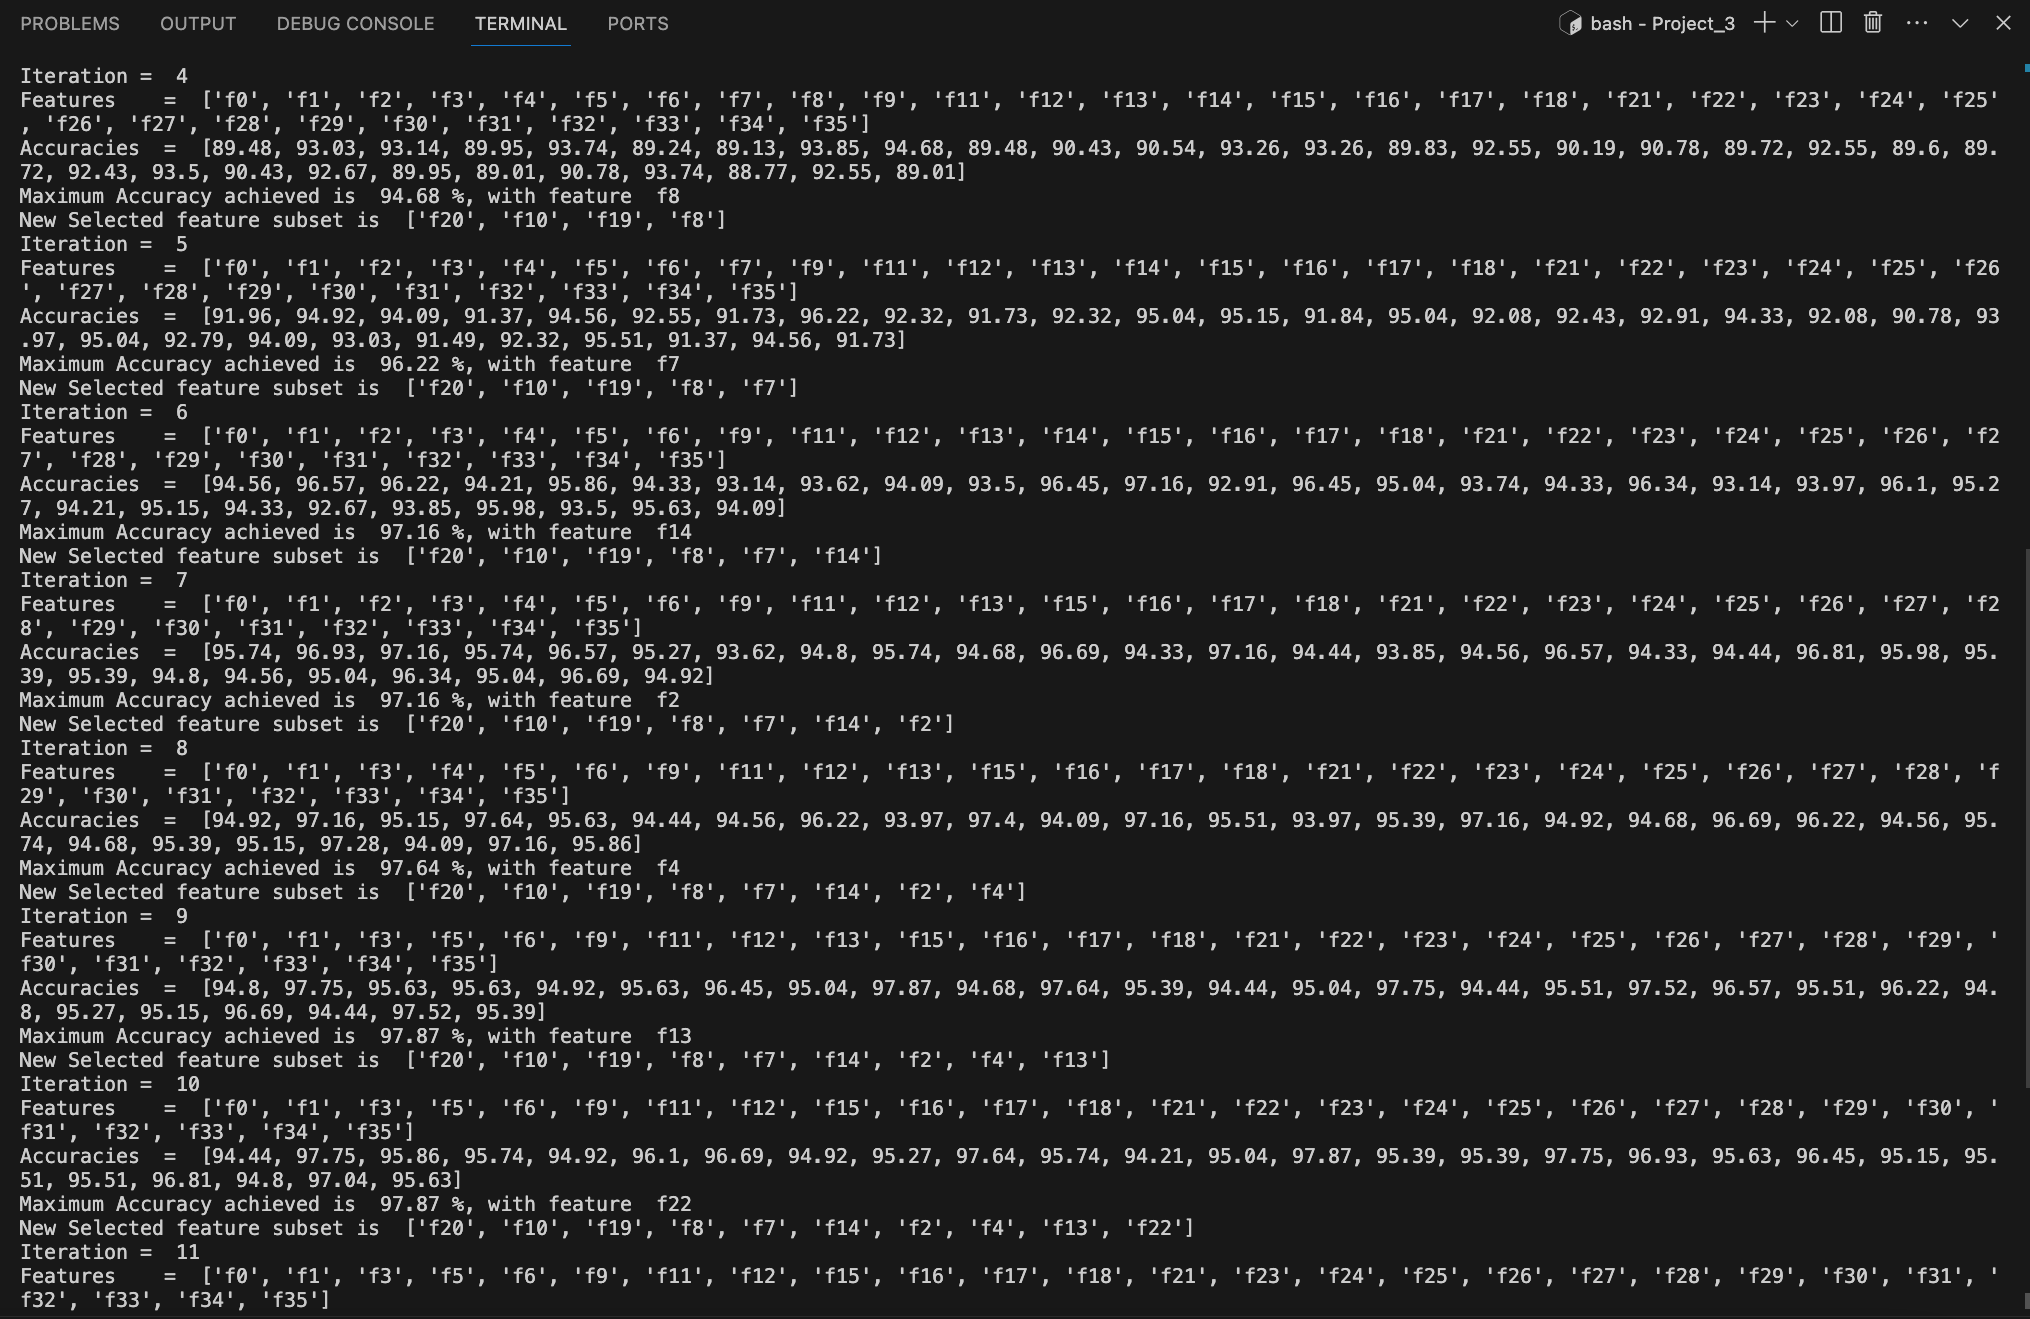 PROBLEMS OUTPUT DEBUG CONSOLE TERMINAL PORTS bash - Project_3
Iteration =  4
Features    =  ['f0', 'f1', 'f2', 'f3', 'f4', 'f5', 'f6', 'f7', 'f8', 'f9', 'f11', 'f12', 'f13', 'f14', 'f15', 'f16', 'f17', 'f18', 'f21', 'f22', 'f23', 'f24', 'f25'
, 'f26', 'f27', 'f28', 'f29', 'f30', 'f31', 'f32', 'f33', 'f34', 'f35']
Accuracies  =  [89.48, 93.03, 93.14, 89.95, 93.74, 89.24, 89.13, 93.85, 94.68, 89.48, 90.43, 90.54, 93.26, 93.26, 89.83, 92.55, 90.19, 90.78, 89.72, 92.55, 89.6, 89.
72, 92.43, 93.5, 90.43, 92.67, 89.95, 89.01, 90.78, 93.74, 88.77, 92.55, 89.01]
Maximum Accuracy achieved is  94.68 %, with feature  f8
New Selected feature subset is  ['f20', 'f10', 'f19', 'f8']
Iteration =  5
Features    =  ['f0', 'f1', 'f2', 'f3', 'f4', 'f5', 'f6', 'f7', 'f9', 'f11', 'f12', 'f13', 'f14', 'f15', 'f16', 'f17', 'f18', 'f21', 'f22', 'f23', 'f24', 'f25', 'f26
', 'f27', 'f28', 'f29', 'f30', 'f31', 'f32', 'f33', 'f34', 'f35']
Accuracies  =  [91.96, 94.92, 94.09, 91.37, 94.56, 92.55, 91.73, 96.22, 92.32, 91.73, 92.32, 95.04, 95.15, 91.84, 95.04, 92.08, 92.43, 92.91, 94.33, 92.08, 90.78, 93
.97, 95.04, 92.79, 94.09, 93.03, 91.49, 92.32, 95.51, 91.37, 94.56, 91.73]
Maximum Accuracy achieved is  96.22 %, with feature  f7
New Selected feature subset is  ['f20', 'f10', 'f19', 'f8', 'f7']
Iteration =  6
Features    =  ['f0', 'f1', 'f2', 'f3', 'f4', 'f5', 'f6', 'f9', 'f11', 'f12', 'f13', 'f14', 'f15', 'f16', 'f17', 'f18', 'f21', 'f22', 'f23', 'f24', 'f25', 'f26', 'f2
7', 'f28', 'f29', 'f30', 'f31', 'f32', 'f33', 'f34', 'f35']
Accuracies  =  [94.56, 96.57, 96.22, 94.21, 95.86, 94.33, 93.14, 93.62, 94.09, 93.5, 96.45, 97.16, 92.91, 96.45, 95.04, 93.74, 94.33, 96.34, 93.14, 93.97, 96.1, 95.2
7, 94.21, 95.15, 94.33, 92.67, 93.85, 95.98, 93.5, 95.63, 94.09]
Maximum Accuracy achieved is  97.16 %, with feature  f14
New Selected feature subset is  ['f20', 'f10', 'f19', 'f8', 'f7', 'f14']
Iteration =  7
Features    =  ['f0', 'f1', 'f2', 'f3', 'f4', 'f5', 'f6', 'f9', 'f11', 'f12', 'f13', 'f15', 'f16', 'f17', 'f18', 'f21', 'f22', 'f23', 'f24', 'f25', 'f26', 'f27', 'f2
8', 'f29', 'f30', 'f31', 'f32', 'f33', 'f34', 'f35']
Accuracies  =  [95.74, 96.93, 97.16, 95.74, 96.57, 95.27, 93.62, 94.8, 95.74, 94.68, 96.69, 94.33, 97.16, 94.44, 93.85, 94.56, 96.57, 94.33, 94.44, 96.81, 95.98, 95.
39, 95.39, 94.8, 94.56, 95.04, 96.34, 95.04, 96.69, 94.92]
Maximum Accuracy achieved is  97.16 %, with feature  f2
New Selected feature subset is  ['f20', 'f10', 'f19', 'f8', 'f7', 'f14', 'f2']
Iteration =  8
Features    =  ['f0', 'f1', 'f3', 'f4', 'f5', 'f6', 'f9', 'f11', 'f12', 'f13', 'f15', 'f16', 'f17', 'f18', 'f21', 'f22', 'f23', 'f24', 'f25', 'f26', 'f27', 'f28', 'f
29', 'f30', 'f31', 'f32', 'f33', 'f34', 'f35']
Accuracies  =  [94.92, 97.16, 95.15, 97.64, 95.63, 94.44, 94.56, 96.22, 93.97, 97.4, 94.09, 97.16, 95.51, 93.97, 95.39, 97.16, 94.92, 94.68, 96.69, 96.22, 94.56, 95.
74, 94.68, 95.39, 95.15, 97.28, 94.09, 97.16, 95.86]
Maximum Accuracy achieved is  97.64 %, with feature  f4
New Selected feature subset is  ['f20', 'f10', 'f19', 'f8', 'f7', 'f14', 'f2', 'f4']
Iteration =  9
Features    =  ['f0', 'f1', 'f3', 'f5', 'f6', 'f9', 'f11', 'f12', 'f13', 'f15', 'f16', 'f17', 'f18', 'f21', 'f22', 'f23', 'f24', 'f25', 'f26', 'f27', 'f28', 'f29', '
f30', 'f31', 'f32', 'f33', 'f34', 'f35']
Accuracies  =  [94.8, 97.75, 95.63, 95.63, 94.92, 95.63, 96.45, 95.04, 97.87, 94.68, 97.64, 95.39, 94.44, 95.04, 97.75, 94.44, 95.51, 97.52, 96.57, 95.51, 96.22, 94.
8, 95.27, 95.15, 96.69, 94.44, 97.52, 95.39]
Maximum Accuracy achieved is  97.87 %, with feature  f13
New Selected feature subset is  ['f20', 'f10', 'f19', 'f8', 'f7', 'f14', 'f2', 'f4', 'f13']
Iteration =  10
Features    =  ['f0', 'f1', 'f3', 'f5', 'f6', 'f9', 'f11', 'f12', 'f15', 'f16', 'f17', 'f18', 'f21', 'f22', 'f23', 'f24', 'f25', 'f26', 'f27', 'f28', 'f29', 'f30', '
f31', 'f32', 'f33', 'f34', 'f35']
Accuracies  =  [94.44, 97.75, 95.86, 95.74, 94.92, 96.1, 96.69, 94.92, 95.27, 97.64, 95.74, 94.21, 95.04, 97.87, 95.39, 95.39, 97.75, 96.93, 95.63, 96.45, 95.15, 95.
51, 95.51, 96.81, 94.8, 97.04, 95.63]
Maximum Accuracy achieved is  97.87 %, with feature  f22
New Selected feature subset is  ['f20', 'f10', 'f19', 'f8', 'f7', 'f14', 'f2', 'f4', 'f13', 'f22']
Iteration =  11
Features    =  ['f0', 'f1', 'f3', 'f5', 'f6', 'f9', 'f11', 'f12', 'f15', 'f16', 'f17', 'f18', 'f21', 'f23', 'f24', 'f25', 'f26', 'f27', 'f28', 'f29', 'f30', 'f31', '
f32', 'f33', 'f34', 'f35']